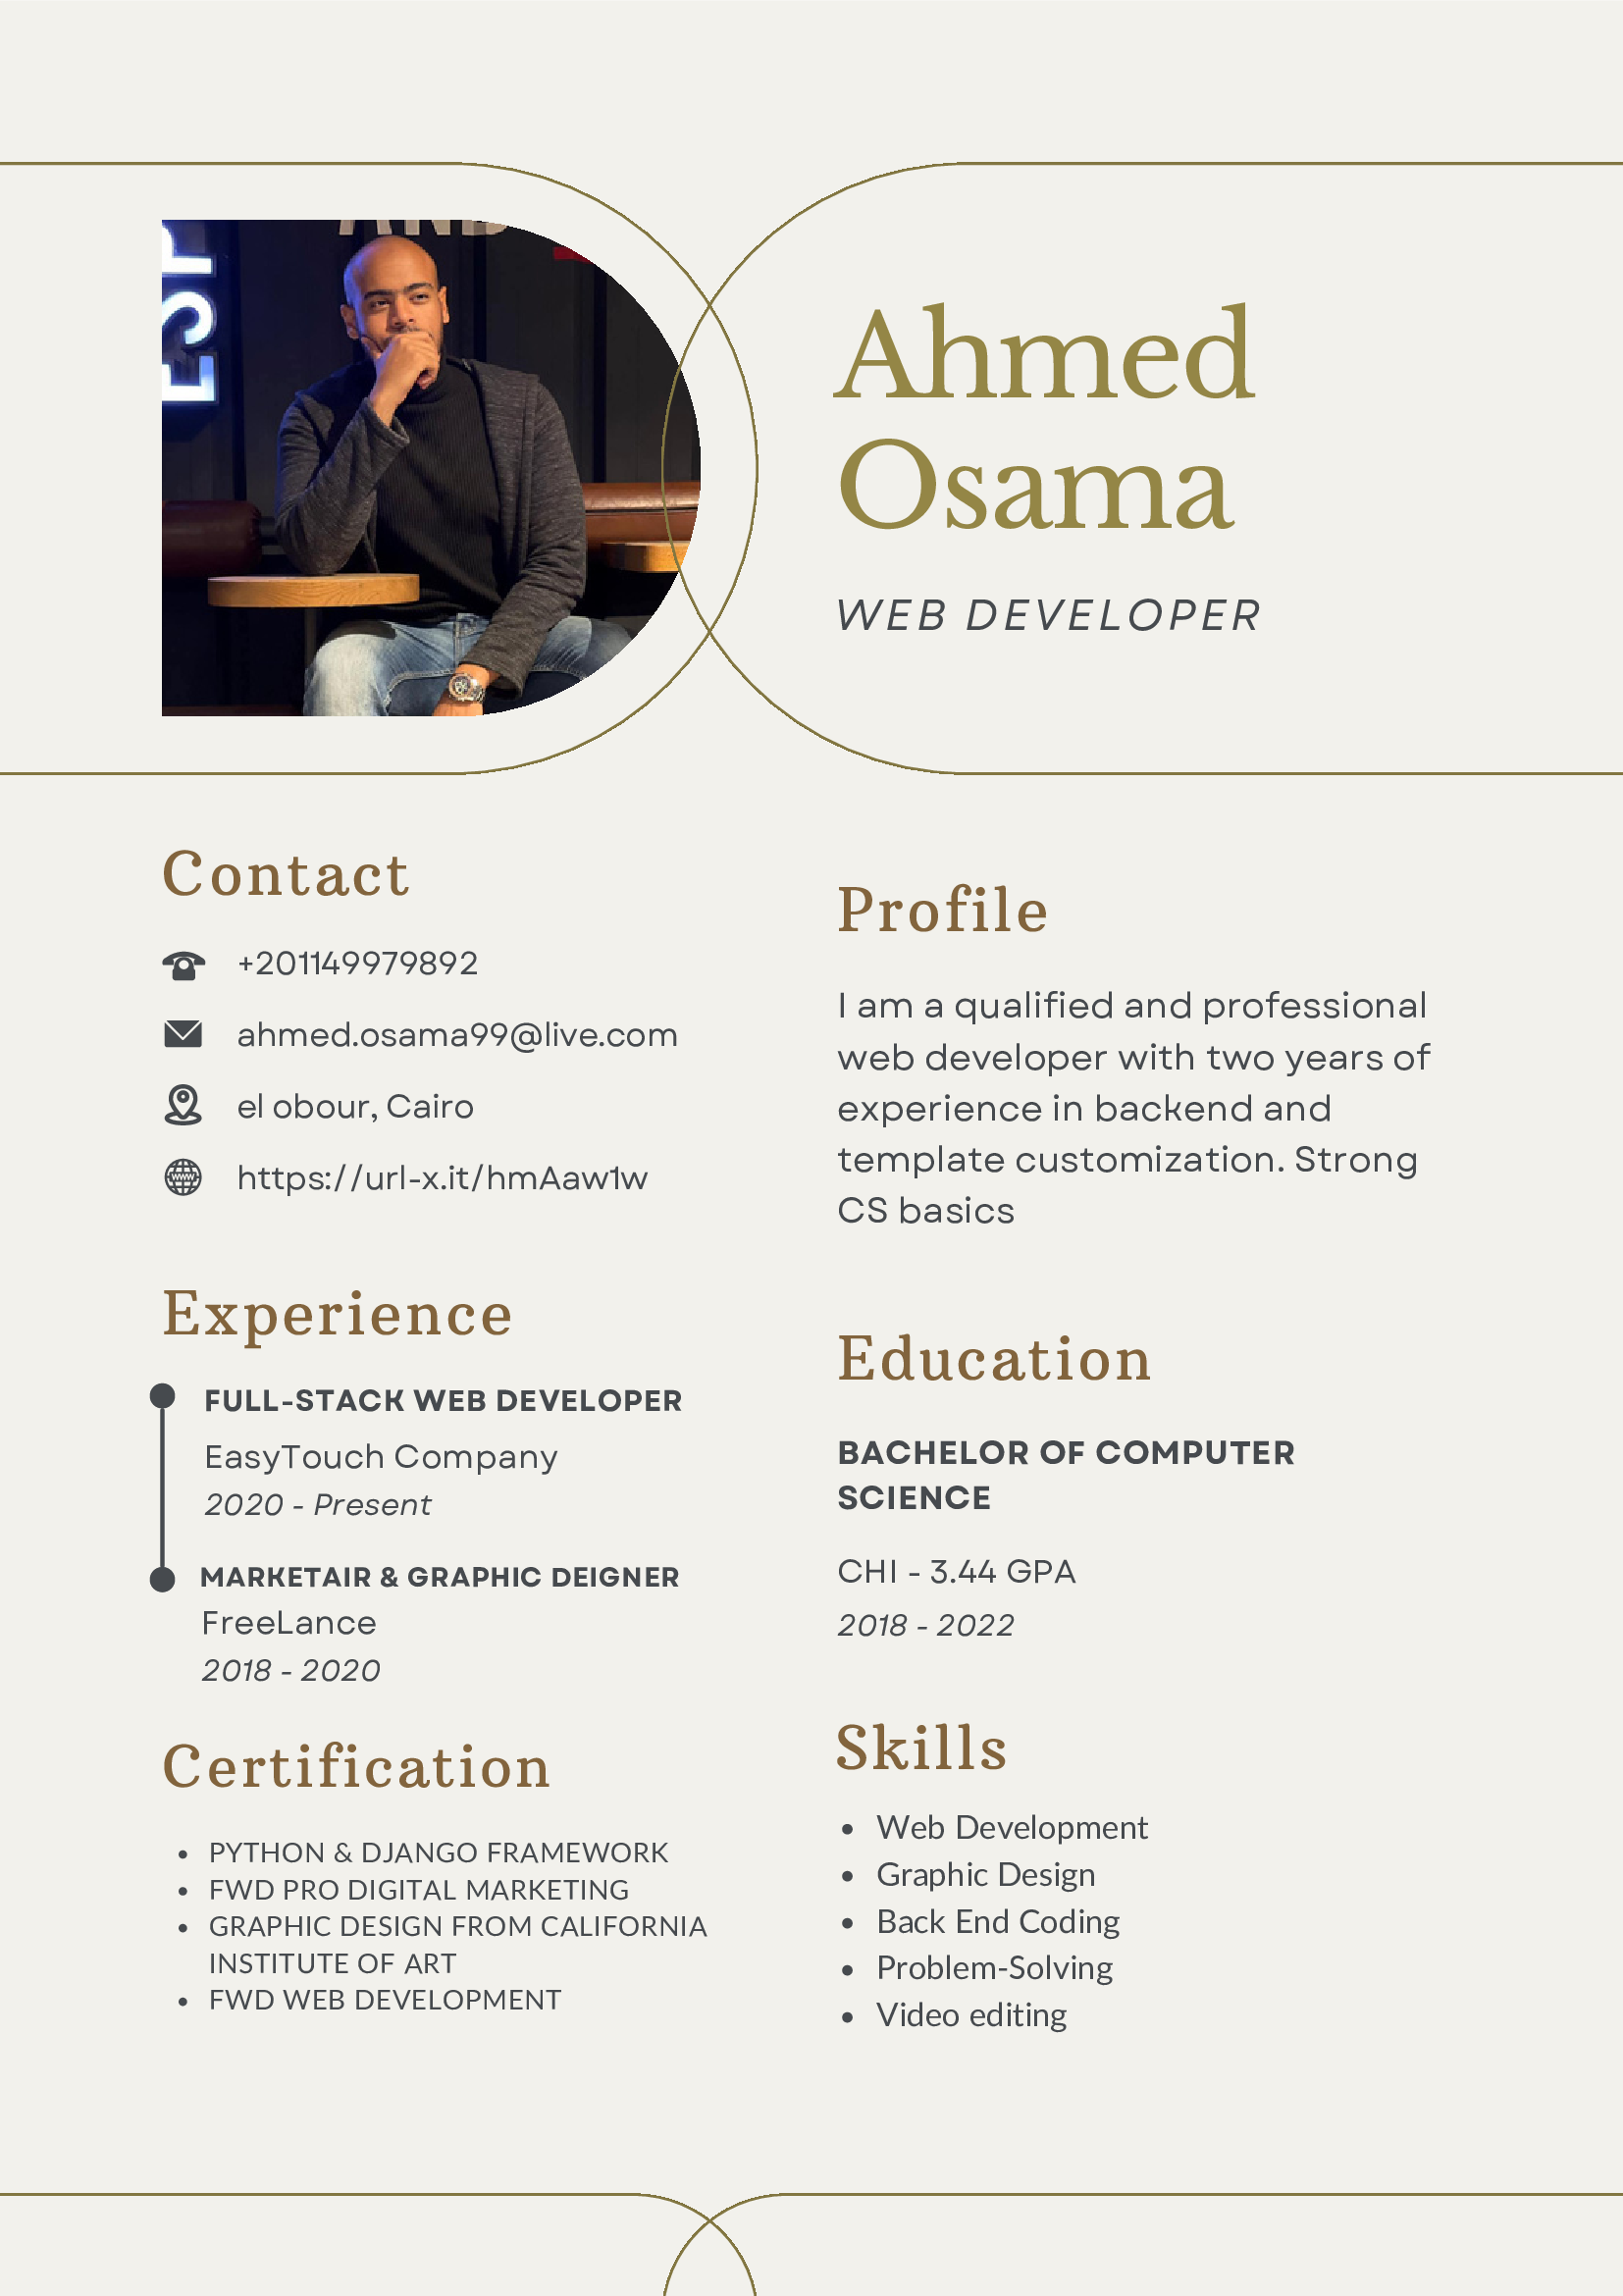 ESP
AND
Ahmed
Osama
WEB DEVELOPER
Contact
+201149979892
ahmed.osama99@live.com
el obour, Cairo
https://url-x.it/hmAaw1w
Experience
FULL-STACK WEB DEVELOPER
EasyTouch Company
2020 - Present
MARKETAIR & GRAPHIC DEIGNER
FreeLance
2018 - 2020
Certification
• PYTHON & DJANGO FRAMEWORK
• FWD PRO DIGITAL MARKETING
• GRAPHIC DESIGN FROM CALIFORNIA
INSTITUTE OF ART
• FWD WEB DEVELOPMENT
Profile
I am a qualified and professional
web developer with two years of
experience in backend and
template customization. Strong
CS basics
Education
BACHELOR OF COMPUTER
SCIENCE
CHI - 3.44 GPA
2018 - 2022
Skills
• Web Development
• Graphic Design
• Back End Coding
• Problem-Solving
• Video editing